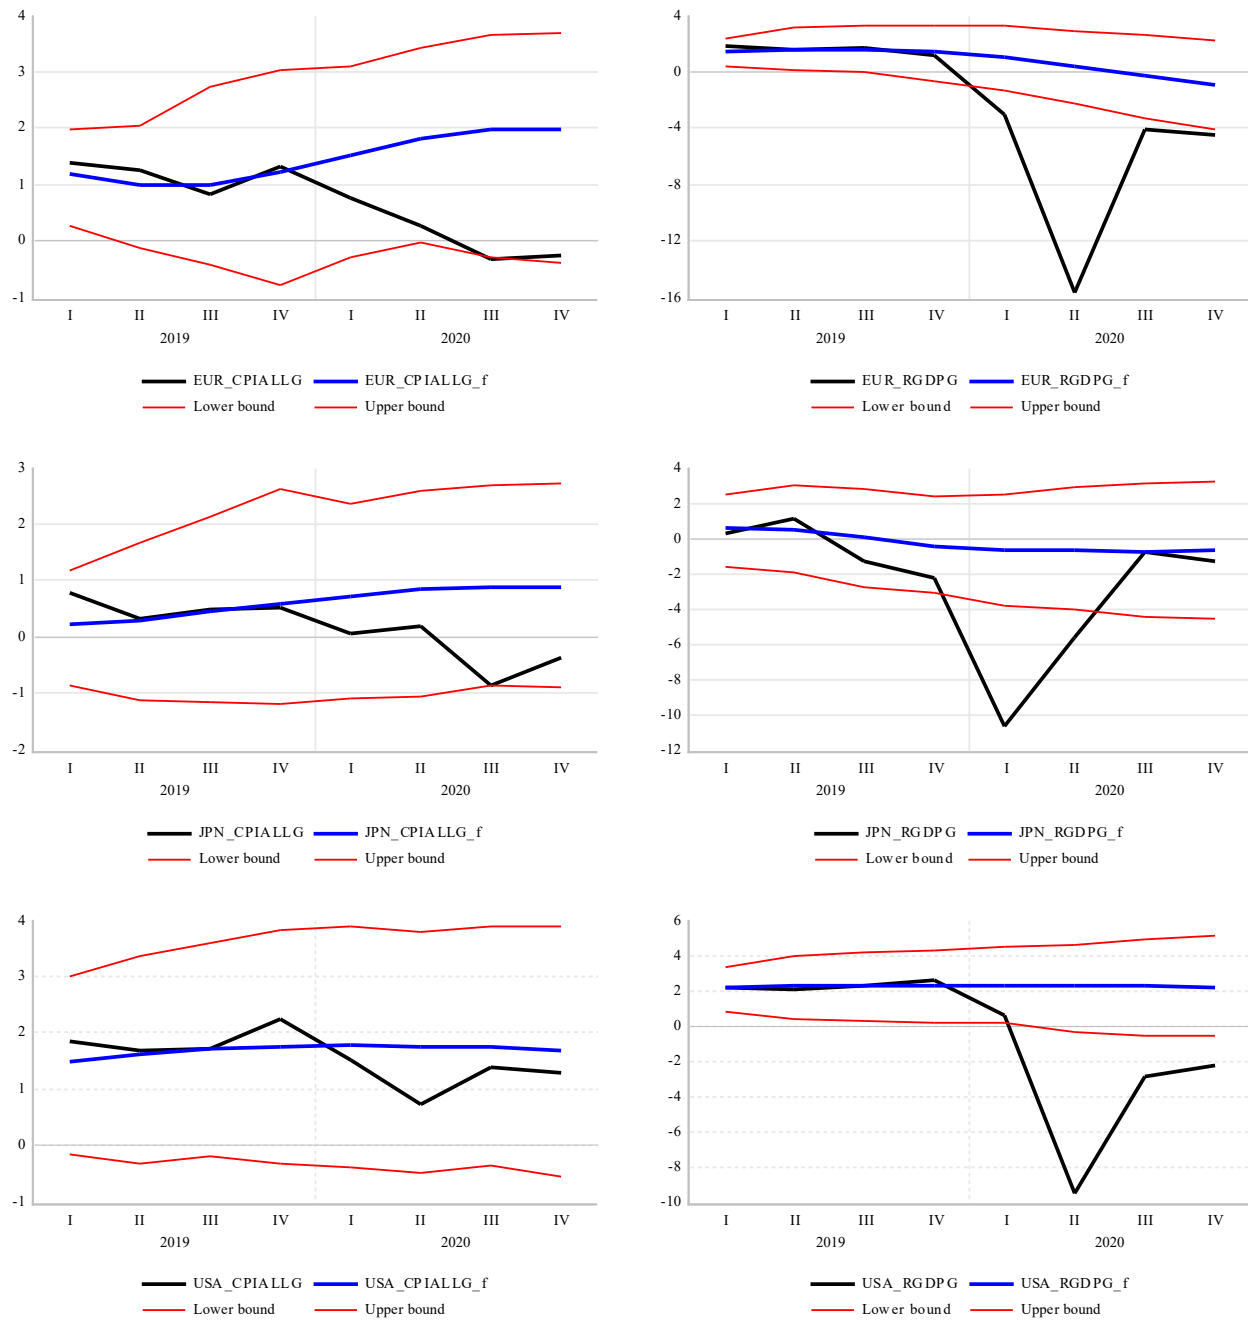 4
3
2
1
0
-1
I II III IV I II III IV
2019 2020
EUR_CPIALLG EUR_CPIALLG_f
Lower bound Upper bound
4
0
-4
-8
-12
-16
I II III IV I II III IV
2019 2020
EUR_RGDPG EUR_RGDPG_f
Lower bound Upper bound
3
2
1
0
-1
-2
I II III IV I II III IV
2019 2020
JPN_CPIALLG JPN_CPIALLG_f
Lower bound Upper bound
4
2
0
-2
-4
-6
-8
-10
-12
I II III IV I II III IV
2019 2020
JPN_RGDPG JPN_RGDPG_f
Lower bound Upper bound
4
3
2
1
0
-1
I II III IV I II III IV
2019 2020
USA_CPIALLG USA_CPIALLG_f
Lower bound Upper bound
6
4
2
0
-2
-4
-6
-8
-10
I II III IV I II III IV
2019 2020
USA_RGDPG USA_RGDPG_f
Lower bound Upper bound